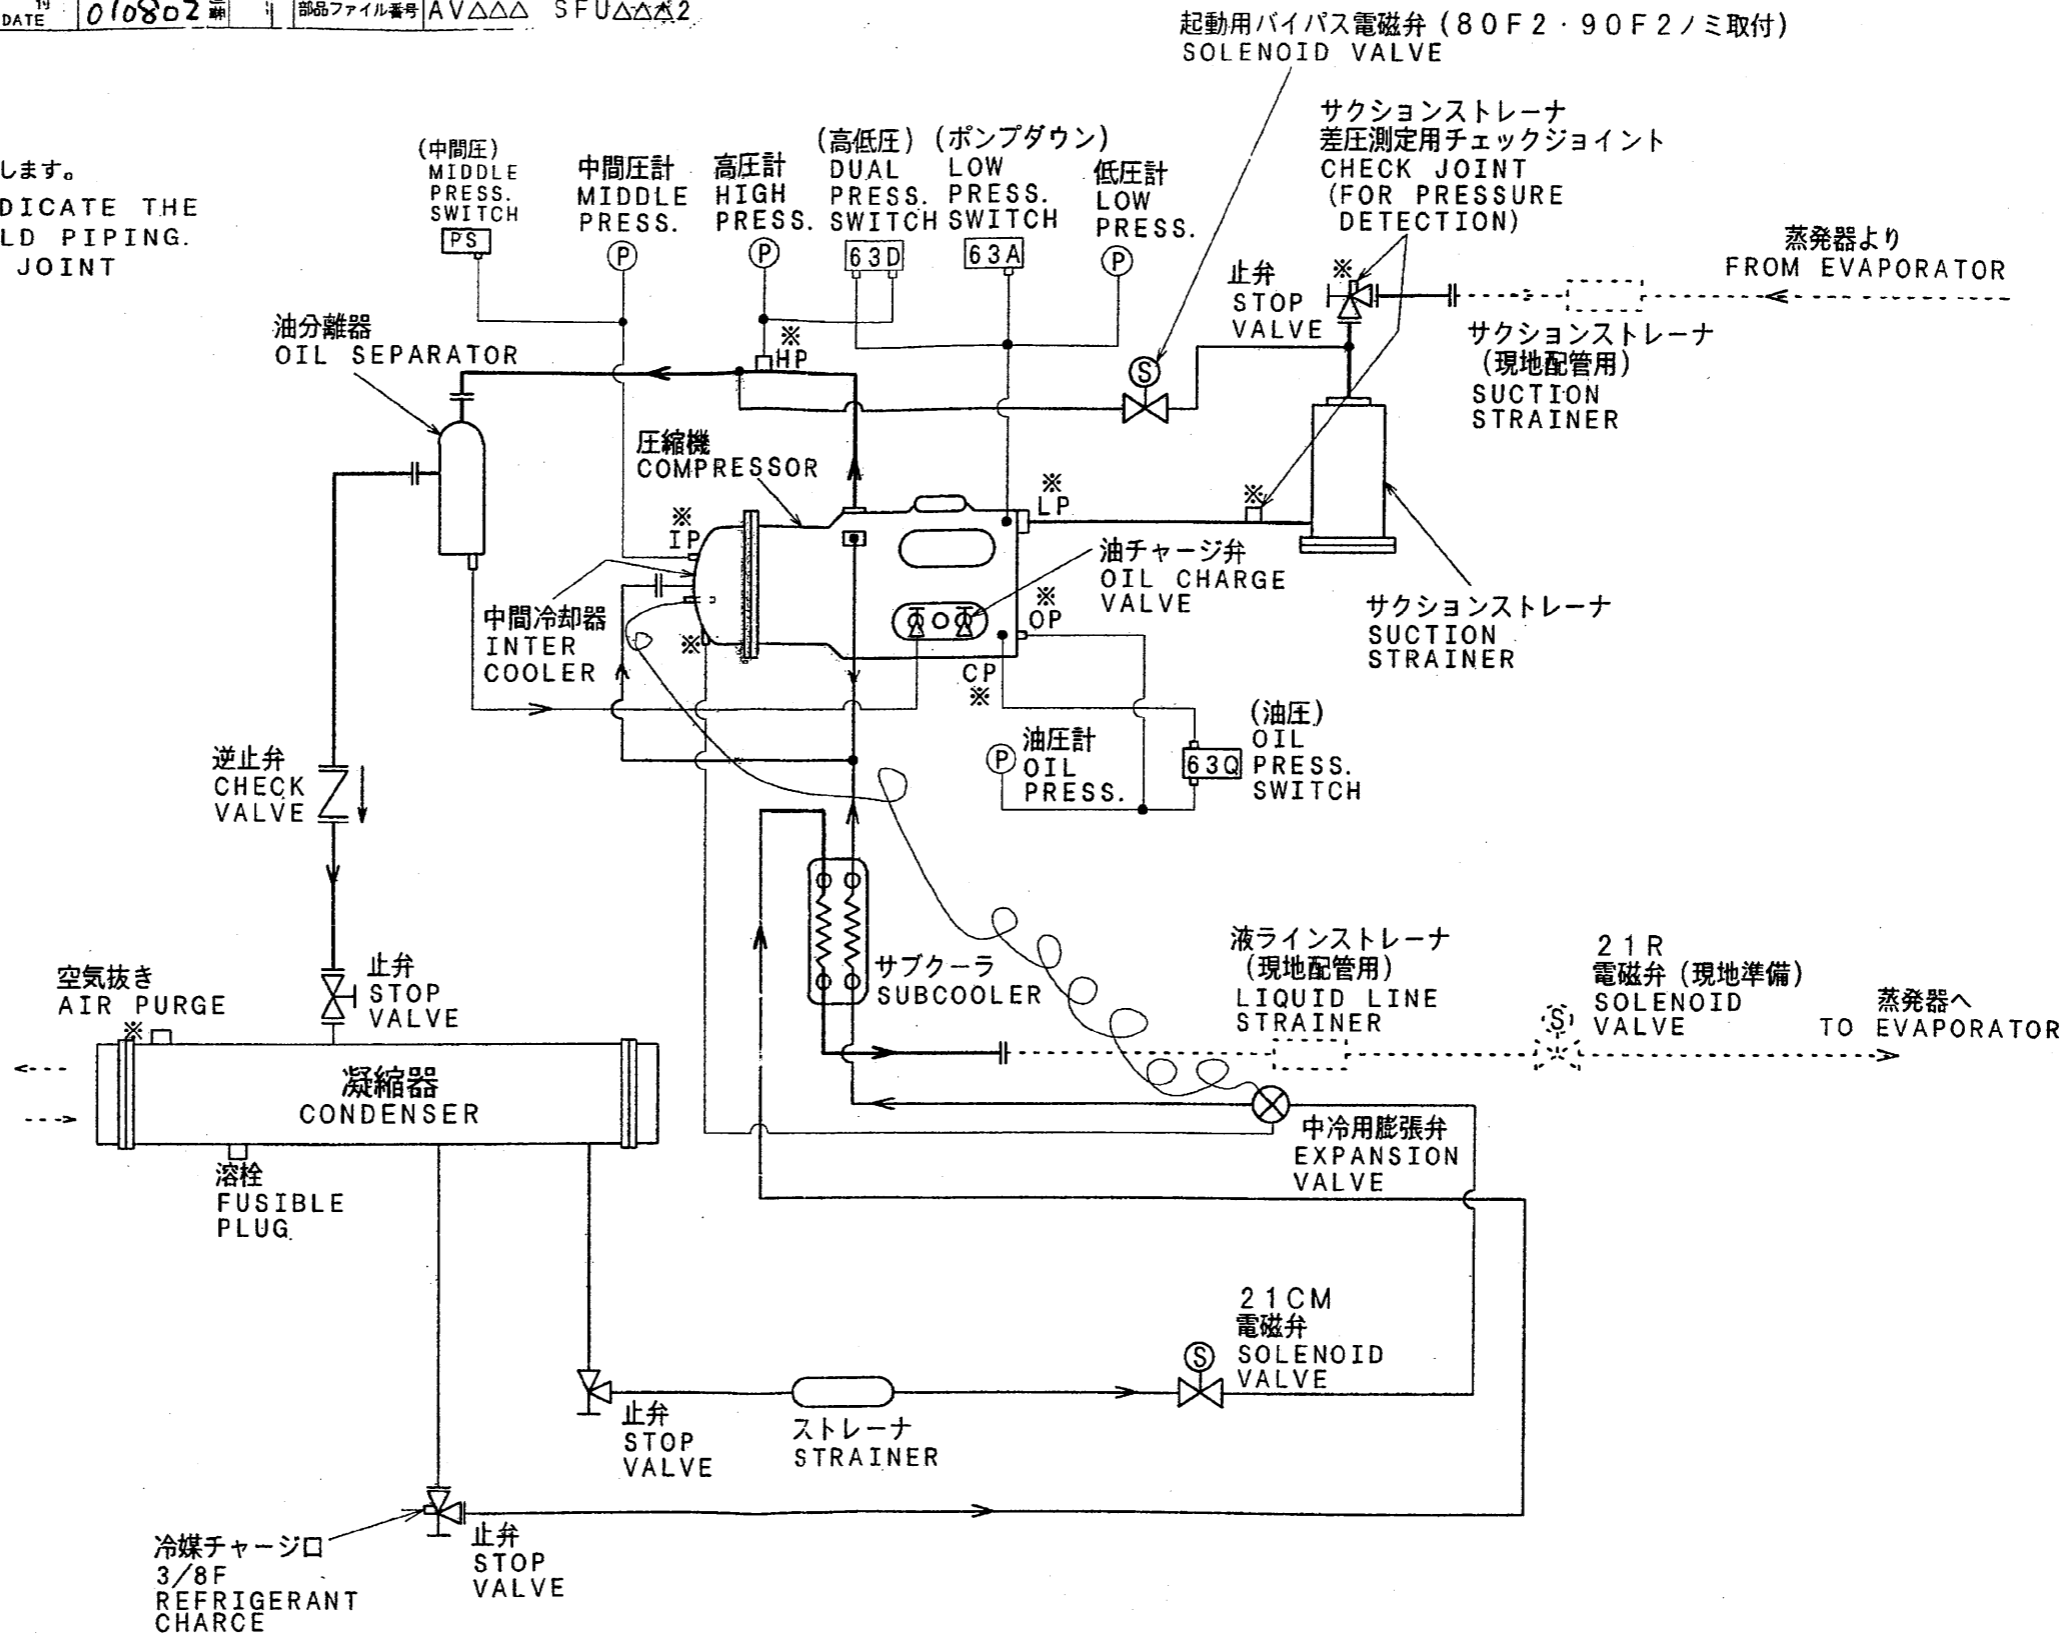 DATE
010802
部品ファイル番号
AV△△△ SFU△△△2
起動用バイパス電磁弁(80F2・90F2ノミ取付)
SOLENOID VALVE
します。
DICATE THE
LD PIPING.
JOINT
(中間圧)
MIDDLE
PRESS.
SWITCH
PS
中間圧計
MIDDLE
PRESS.
P
高圧計
HIGH
PRESS.
P
(高低圧)
DUAL
PRESS.
SWITCH
63D
(ポンプダウン)
LOW
PRESS.
SWITCH
63A
低圧計
LOW
PRESS.
P
サクションストレーナ
差圧測定用チェックジョイント
CHECK JOINT
(FOR PRESSURE
DETECTION)
蒸発器より
FROM EVAPORATOR
止弁
STOP
VALVE
※
サクションストレーナ
(現地配管用)
SUCTION
STRAINER
油分離器
OIL SEPARATOR
※
HP
S
圧縮機
COMPRESSOR
※
IP
※
LP
※
油チャージ弁
OIL CHARGE
VALVE
※
OP
サクションストレーナ
SUCTION
STRAINER
中間冷却器
INTER
COOLER
※
CP
※
油圧計
OIL
PRESS.
P
(油圧)
OIL
PRESS.
SWITCH
63Q
逆止弁
CHECK
VALVE
サブクーラ
SUBCOOLER
液ラインストレーナ
(現地配管用)
LIQUID LINE
STRAINER
21R
電磁弁(現地準備)
SOLENOID
VALVE
S
蒸発器へ
TO EVAPORATOR
空気抜き
AIR PURGE
※
止弁
STOP
VALVE
凝縮器
CONDENSER
中冷用膨張弁
EXPANSION
VALVE
溶栓
FUSIBLE
PLUG
21CM
電磁弁
SOLENOID
VALVE
S
止弁
STOP
VALVE
ストレーナ
STRAINER
冷媒チャージ口
3/8F
REFRIGERANT
CHARCE
止弁
STOP
VALVE